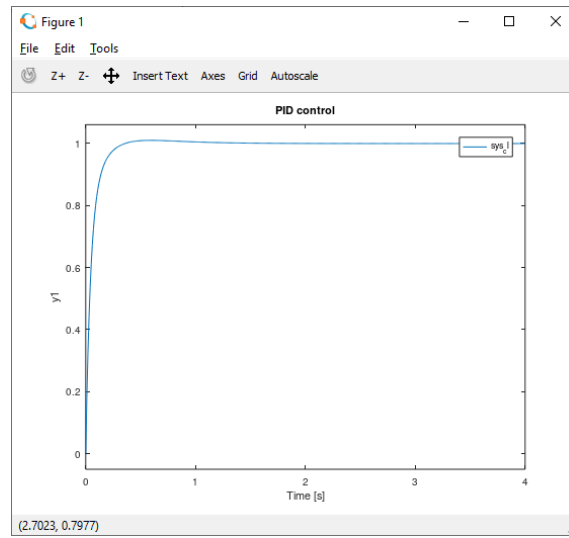 Figure 1
File Edit Tools
Z+ Z- Insert Text Axes Grid Autoscale
PID control
sys_cl
1
0.8
0.6
0.4
0.2
0
y1
0 1 2 3 4
Time [s]
(2.7023, 0.7977)